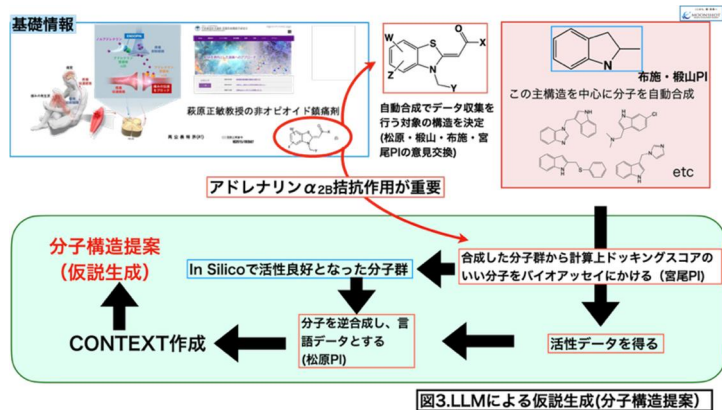 基礎情報
萩原正敏教授の非オピオイド鎮痛剤
W
Z
S
N
O
X
Y
自動合成でデータ収集を
行う対象の構造を決定
(松原・椴山・布施・宮
尾PIの意見交換)
N
布施・椴山PI
この主構造を中心に分子を自動合成
etc
アドレナリンα2B拮抗作用が重要
分子構造提案
(仮説生成)
In Silicoで活性良好となった分子群
合成した分子群から計算上ドッキングスコアの
いい分子をバイオアッセイにかける(宮尾PI)
CONTEXT作成
分子を逆合成し、言
語データとする
(松原PI)
活性データを得る
図3.LLMによる仮説生成(分子構造提案)